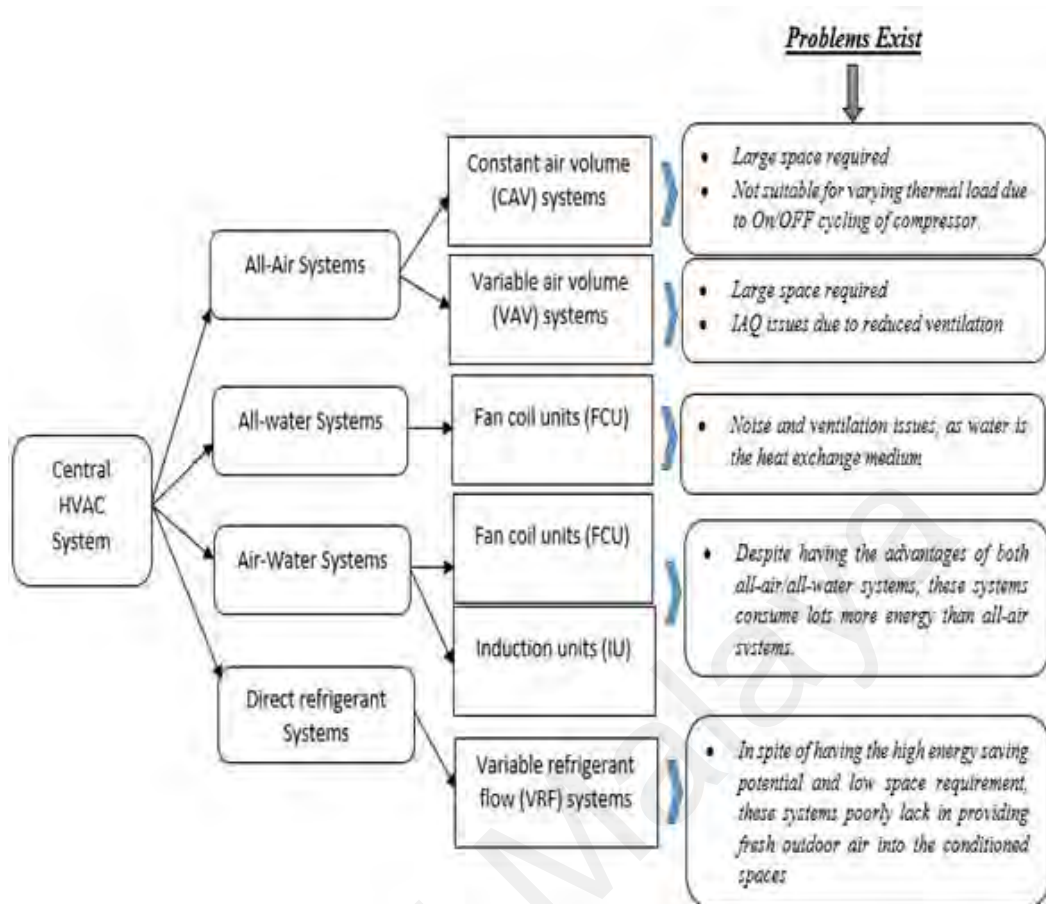 Problems Exist
Constant air volume
(CAV) systems
• Large space required
• Not suitable for varying thermal load due
to On/OFF cycling of compressor.
All-Air Systems
Variable air volume
(VAV) systems
• Large space required
• IAQ issues due to reduced ventilation
All-water Systems
Fan coil units (FCU)
• Noise and ventilation issues, as water is
the heat exchange medium
Central
HVAC
System
Air-Water Systems
Fan coil units (FCU)
Induction units (IU)
• Despite having the advantages of both
all-air/all-water systems, these systems
consume lots more energy than all-air
systems.
Direct refrigerant
Systems
Variable refrigerant
flow (VRF) systems
• In spite of having the high energy saving
potential and low space requirement,
these systems poorly lack in providing
fresh outdoor air into the conditioned
spaces
Malaya